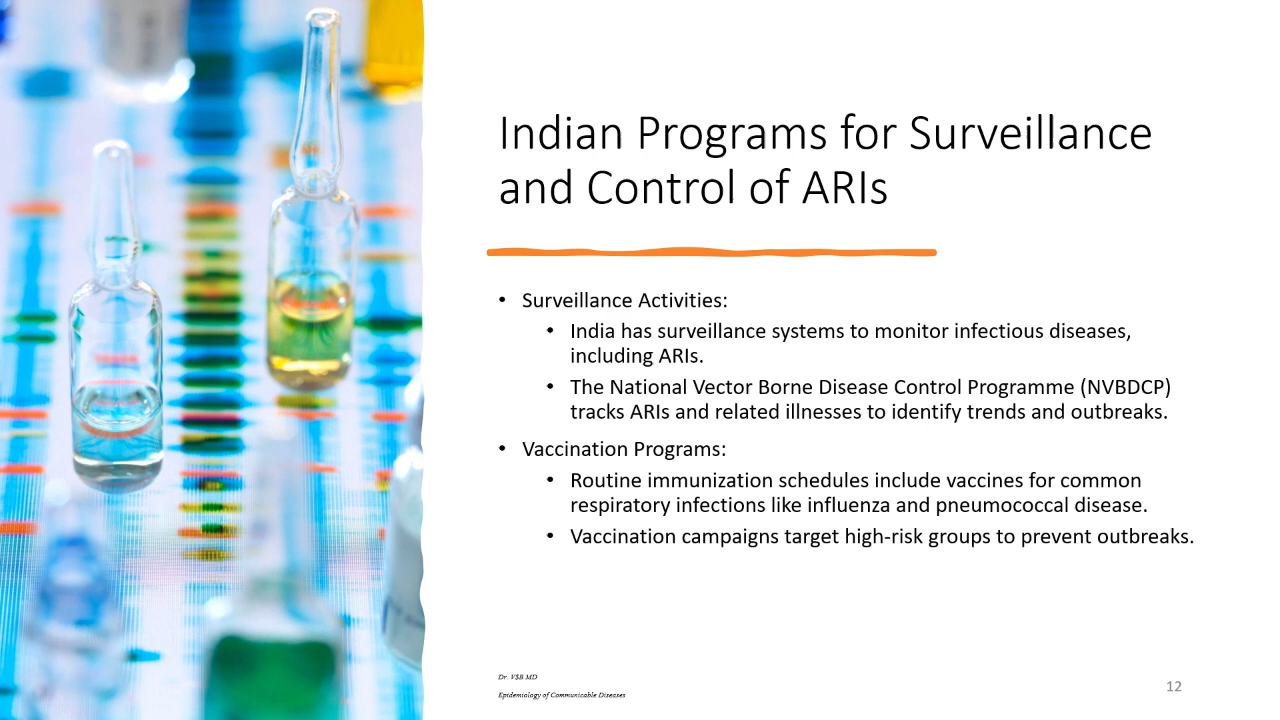 Indian Programs for Surveillance
and Control of ARIs
• Surveillance Activities:
• India has surveillance systems to monitor infectious diseases,
including ARIs.
• The National Vector Borne Disease Control Programme (NVBDCP)
tracks ARIs and related illnesses to identify trends and outbreaks.
• Vaccination Programs:
• Routine immunization schedules include vaccines for common
respiratory infections like influenza and pneumococcal disease.
• Vaccination campaigns target high-risk groups to prevent outbreaks.
Dr. VSB MD
Epidemiology of Communicable Diseases
12